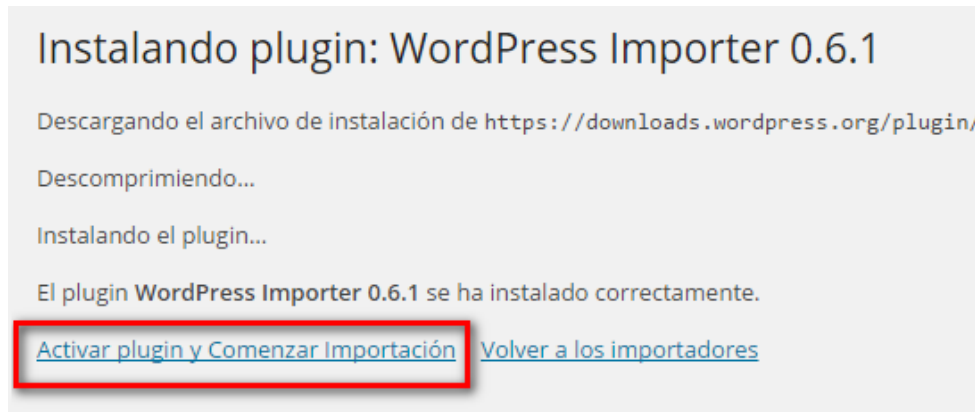 Instalando plugin: WordPress Importer 0.6.1
Descargando el archivo de instalación de https://downloads.wordpress.org/plugin/
Descomprimiendo...
Instalando el plugin...
El plugin WordPress Importer 0.6.1 se ha instalado correctamente.
Activar plugin y Comenzar Importación Volver a los importadores